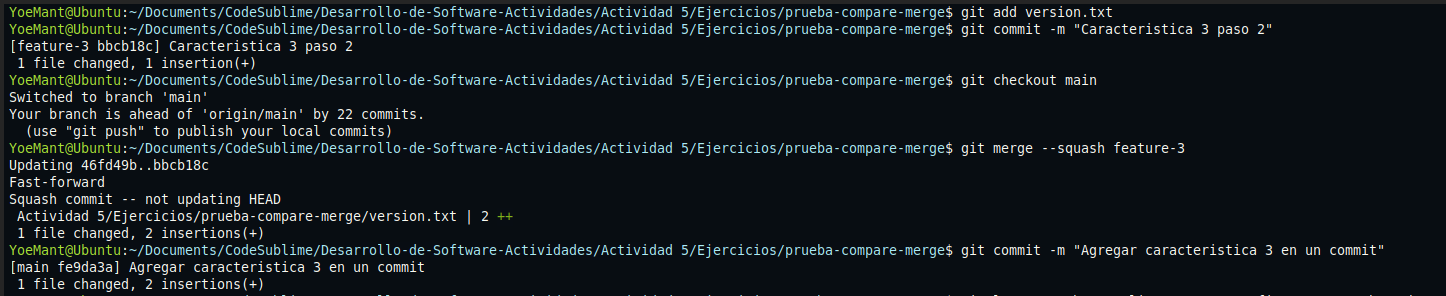 YoeMant@Ubuntu:~/Documents/CodeSublime/Desarrollo-de-Software-Actividades/Actividad 5/Ejercicios/prueba-compare-merge$ git add version.txt
YoeMant@Ubuntu:~/Documents/CodeSublime/Desarrollo-de-Software-Actividades/Actividad 5/Ejercicios/prueba-compare-merge$ git commit -m "Caracteristica 3 paso 2"
[feature-3 bbcb18c] Caracteristica 3 paso 2
 1 file changed, 1 insertion(+)
YoeMant@Ubuntu:~/Documents/CodeSublime/Desarrollo-de-Software-Actividades/Actividad 5/Ejercicios/prueba-compare-merge$ git checkout main
Switched to branch 'main'
Your branch is ahead of 'origin/main' by 22 commits.
  (use "git push" to publish your local commits)
YoeMant@Ubuntu:~/Documents/CodeSublime/Desarrollo-de-Software-Actividades/Actividad 5/Ejercicios/prueba-compare-merge$ git merge --squash feature-3
Updating 46fd49b..bbcb18c
Fast-forward
Squash commit -- not updating HEAD
 Actividad 5/Ejercicios/prueba-compare-merge/version.txt | 2 ++
 1 file changed, 2 insertions(+)
YoeMant@Ubuntu:~/Documents/CodeSublime/Desarrollo-de-Software-Actividades/Actividad 5/Ejercicios/prueba-compare-merge$ git commit -m "Agregar caracteristica 3 en un commit"
[main fe9da3a] Agregar caracteristica 3 en un commit
 1 file changed, 2 insertions(+)